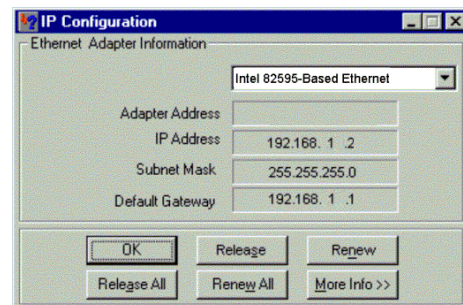 IP Configuration
Ethernet Adapter Information
Intel 82595-Based Ethernet
Adapter Address
IP Address 192.168. 1 .2
Subnet Mask 255.255.255.0
Default Gateway 192.168. 1 .1
OK Release Renew
Release All Renew All More Info >>